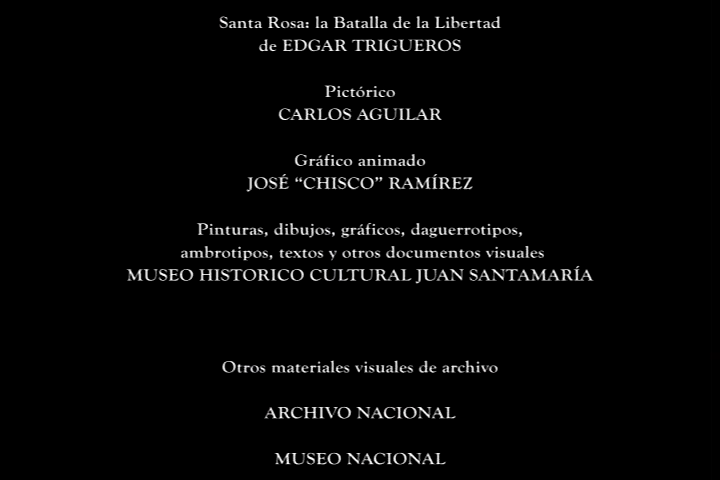 Santa Rosa: la Batalla de la Libertad
de EDGAR TRIGUEROS
Pictórico
CARLOS AGUILAR
Gráfico animado
JOSÉ “CHISCO” RAMÍREZ
Pinturas, dibujos, gráficos, daguerrotipos,
ambrotipos, textos y otros documentos visuales
MUSEO HISTORICO CULTURAL JUAN SANTAMARÍA
Otros materiales visuales de archivo
ARCHIVO NACIONAL
MUSEO NACIONAL